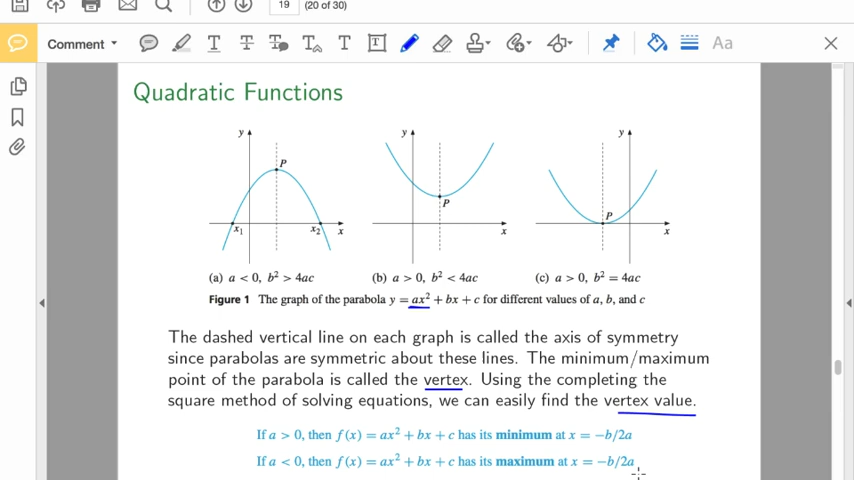 19 (20 of 30)
Comment
T T T T T T Aa
Quadratic Functions
y y y
P P P
x₁ x₂ x x x
(a) a < 0, b² > 4ac (b) a > 0, b² < 4ac (c) a > 0, b² = 4ac
Figure 1 The graph of the parabola y = ax² + bx + c for different values of a, b, and c
The dashed vertical line on each graph is called the axis of symmetry
since parabolas are symmetric about these lines. The minimum/maximum
point of the parabola is called the vertex. Using the completing the
square method of solving equations, we can easily find the vertex value.
If a > 0, then f(x) = ax² + bx + c has its minimum at x = −b/2a
If a < 0, then f(x) = ax² + bx + c has its maximum at x = −b/2a